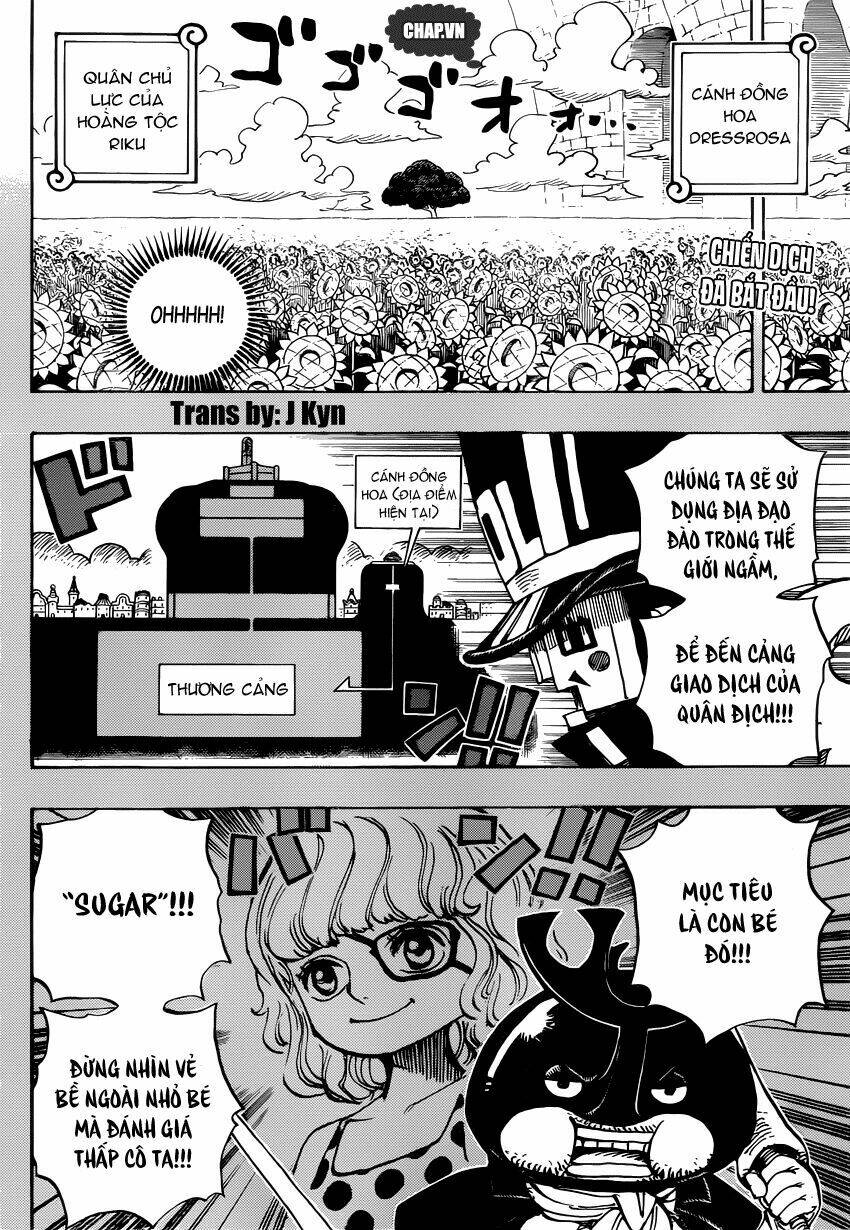 CHAP.VN
QUÂN CHỦ
LỰC CỦA
HOÀNG TỘC
RIKU
ゴゴゴオォ...
CÁNH ĐỒNG
HOA
DRESSROSA
CHIẾN DỊCH
ĐÃ BẮT ĐẦU!
OHHHHH!
Trans by: J Kyn
ド
CÁNH ĐỒNG
HOA (ĐỊA ĐIỂM
HIỆN TẠI)
CHÚNG TA SẼ SỬ
DỤNG ĐỊA ĐẠO
ĐÀO TRONG THẾ
GIỚI NGẦM,
ĐỂ ĐẾN CẢNG
GIAO DỊCH CỦA
QUÂN ĐỊCH!!!
THƯƠNG CẢNG
MỤC TIÊU
LÀ CON BÉ
ĐÓ!!!
"SUGAR"!!!
ĐỪNG NHÌN VẺ
BỀ NGOÀI NHỎ BÉ
MÀ ĐÁNH GIÁ
THẤP CÔ TA!!!